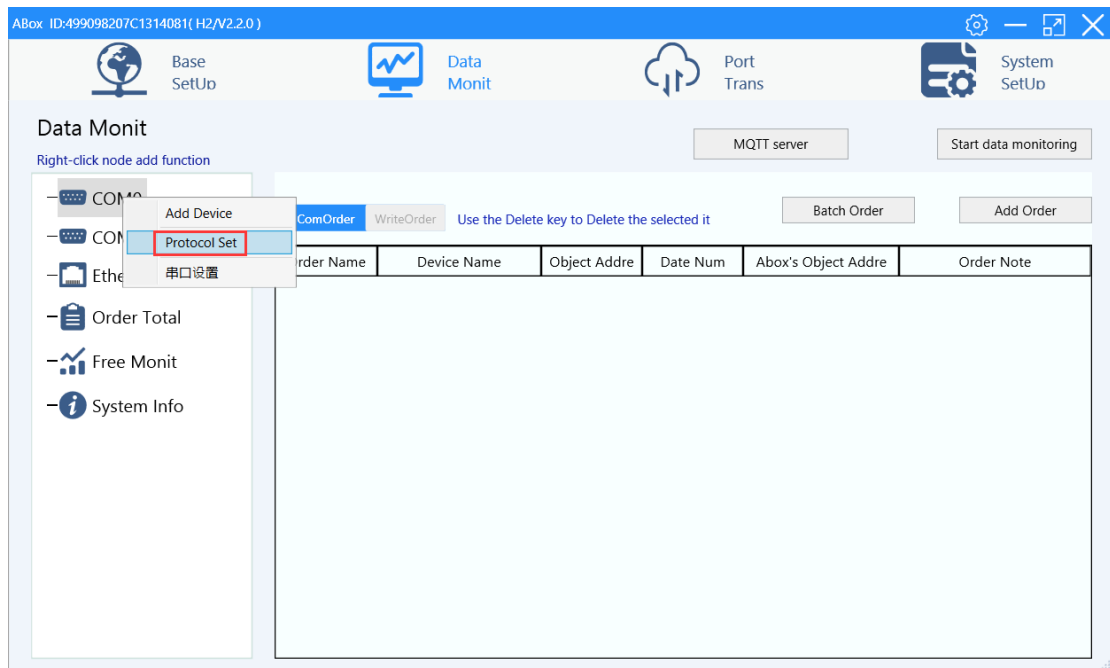 ABox ID:499098207C1314081( H2/V2.2.0 )
Base
SetUp
Data
Monit
Port
Trans
System
SetUp
Data Monit
MQTT server
Start data monitoring
Right-click node add function
COM0
Add Device
Protocol Set
串口设置
COM
Ethe
Order Total
Free Monit
System Info
ComOrder
WriteOrder
Use the Delete key to Delete the selected it
Batch Order
Add Order
rder Name
Device Name
Object Addre
Date Num
Abox's Object Addre
Order Note